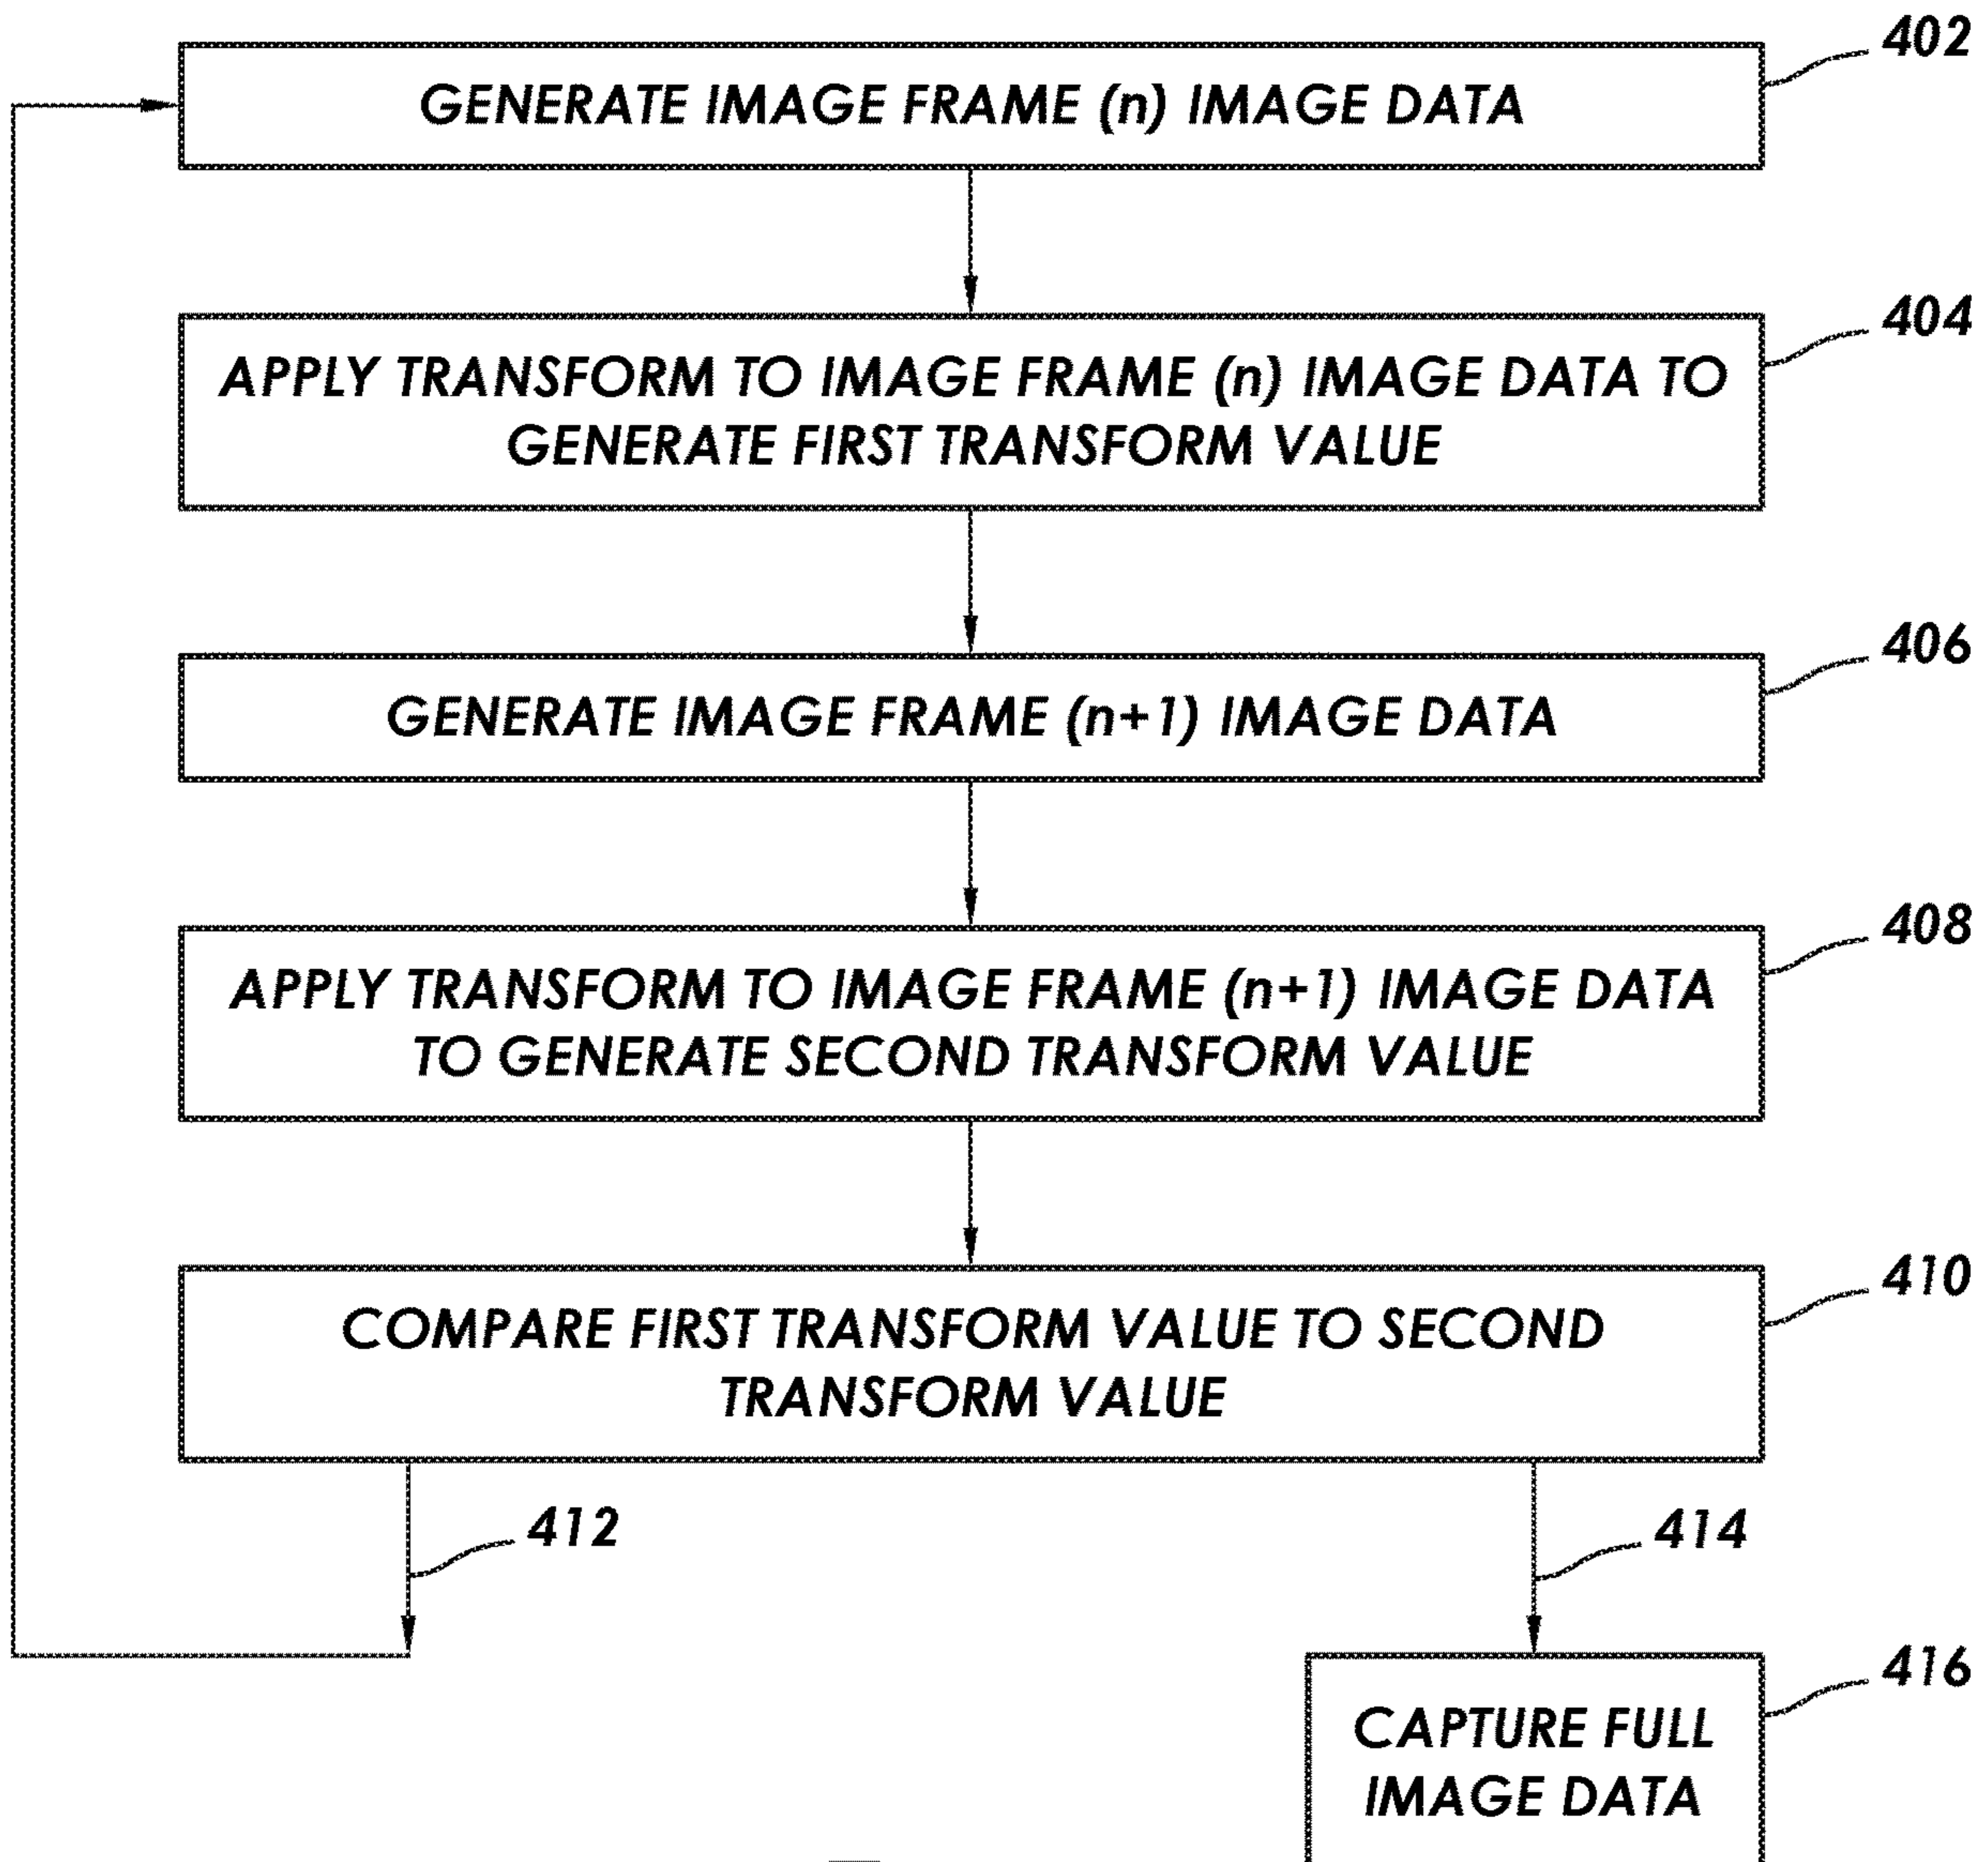 402
GENERATE IMAGE FRAME (n) IMAGE DATA
404
APPLY TRANSFORM TO IMAGE FRAME (n) IMAGE DATA TO
GENERATE FIRST TRANSFORM VALUE
406
GENERATE IMAGE FRAME (n+1) IMAGE DATA
408
APPLY TRANSFORM TO IMAGE FRAME (n+1) IMAGE DATA
TO GENERATE SECOND TRANSFORM VALUE
410
COMPARE FIRST TRANSFORM VALUE TO SECOND
TRANSFORM VALUE
412
414
416
CAPTURE FULL
IMAGE DATA